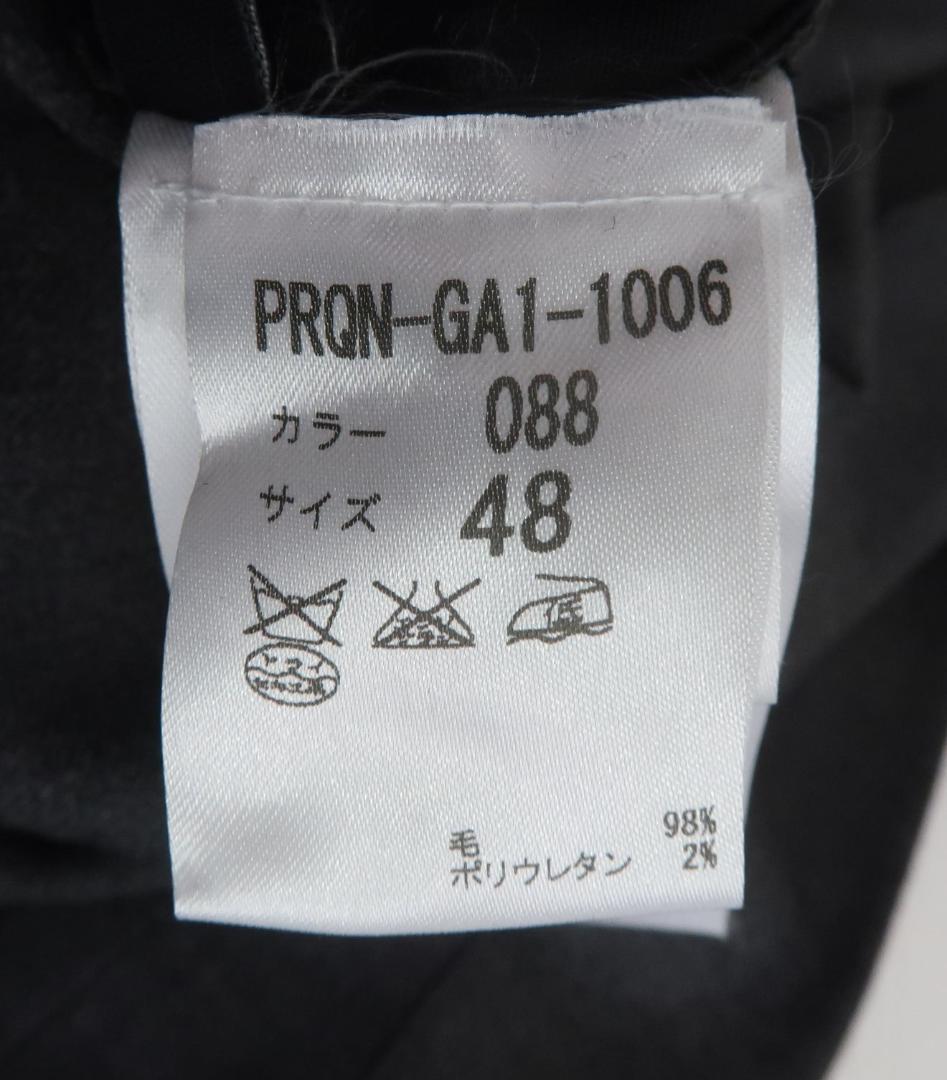 PRQN-GA1-1006
カラー 088
サイズ 48
毛 98%
ポリウレタン 2%